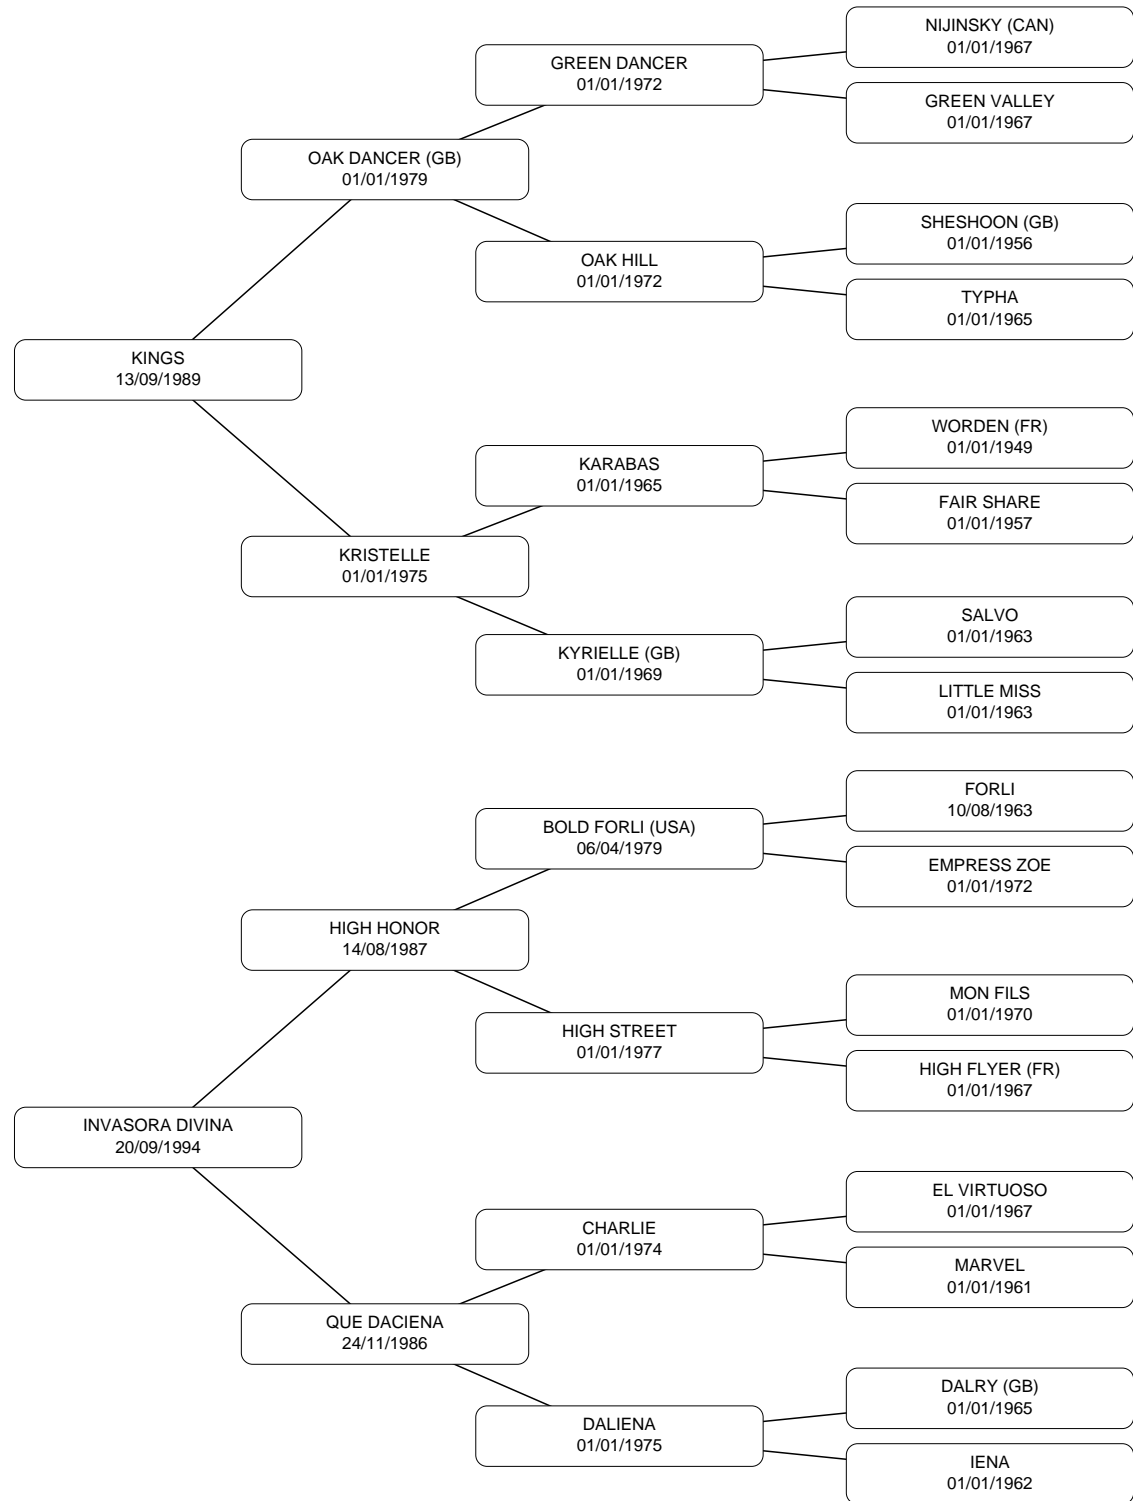 NIJINSKY (CAN)
01/01/1967
GREEN DANCER
01/01/1972
GREEN VALLEY
01/01/1967
OAK DANCER (GB)
01/01/1979
SHESHOON (GB)
01/01/1956
OAK HILL
01/01/1972
TYPHA
01/01/1965
KINGS
13/09/1989
WORDEN (FR)
01/01/1949
KARABAS
01/01/1965
FAIR SHARE
01/01/1957
KRISTELLE
01/01/1975
SALVO
01/01/1963
KYRIELLE (GB)
01/01/1969
LITTLE MISS
01/01/1963
FORLI
10/08/1963
BOLD FORLI (USA)
06/04/1979
EMPRESS ZOE
01/01/1972
HIGH HONOR
14/08/1987
MON FILS
01/01/1970
HIGH STREET
01/01/1977
HIGH FLYER (FR)
01/01/1967
INVASORA DIVINA
20/09/1994
EL VIRTUOSO
01/01/1967
CHARLIE
01/01/1974
MARVEL
01/01/1961
QUE DACIENA
24/11/1986
DALRY (GB)
01/01/1965
DALIENA
01/01/1975
IENA
01/01/1962